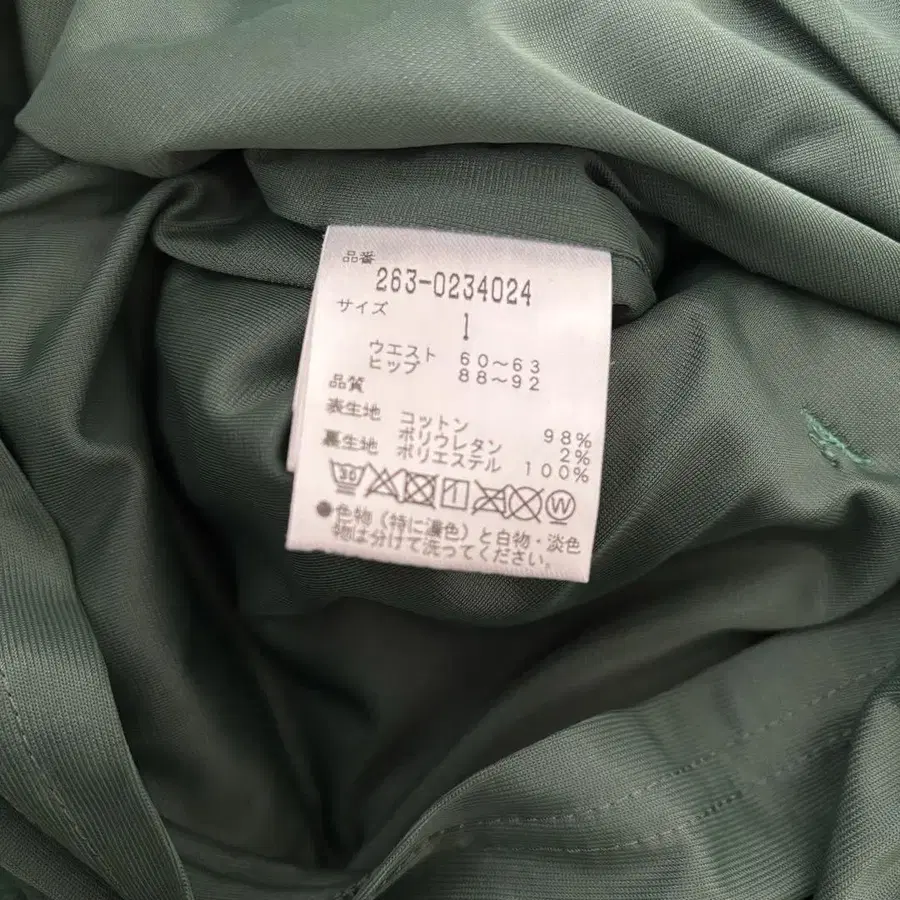 品番
263-0234024
サイズ
1
ウエスト 60～63
ヒップ 88～92
品質
表生地 コットン 98%
ポリウレタン 2%
裏生地 ポリエステル 100%
30 W
●色物(特に濃色)と白物・淡色
物は分けて洗ってください。